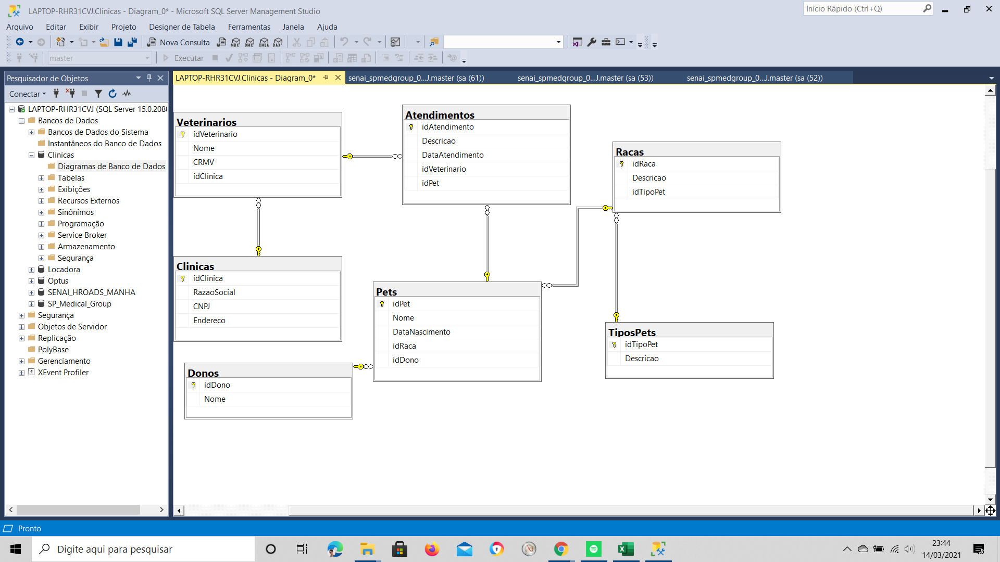 LAPTOP-RHR31CVJ.Clinicas - Diagram_0* - Microsoft SQL Server Management Studio
Início Rápido (Ctrl+Q)
Arquivo Editar Exibir Projeto Designer de Tabela Ferramentas Janela Ajuda
Nova Consulta MDX DMX XMLA DAX
master Executar
Pesquisador de Objetos
LAPTOP-RHR31CVJ.Clinicas - Diagram_0*
senai_spmedgroup_0...J.master (sa (61))
senai_spmedgroup_0...J.master (sa (53))
senai_spmedgroup_0...J.master (sa (52))
Conectar
LAPTOP-RHR31CVJ (SQL Server 15.0.2080
Bancos de Dados
Bancos de Dados do Sistema
Instantâneos do Banco de Dados
Clinicas
Diagramas de Banco de Dados
Tabelas
Exibições
Recursos Externos
Sinônimos
Programação
Service Broker
Armazenamento
Segurança
Locadora
Optus
SENAI_HROADS_MANHA
SP_Medical_Group
Segurança
Objetos de Servidor
Replicação
PolyBase
Gerenciamento
XEvent Profiler
Veterinarios
idVeterinario
Nome
CRMV
idClinica
Atendimentos
idAtendimento
Descricao
DataAtendimento
idVeterinario
idPet
Racas
idRaca
Descricao
idTipoPet
Clinicas
idClinica
RazaoSocial
CNPJ
Endereco
Pets
idPet
Nome
DataNascimento
idRaca
idDono
TiposPets
idTipoPet
Descricao
Donos
idDono
Nome
Pronto
Digite aqui para pesquisar
23:44
14/03/2021